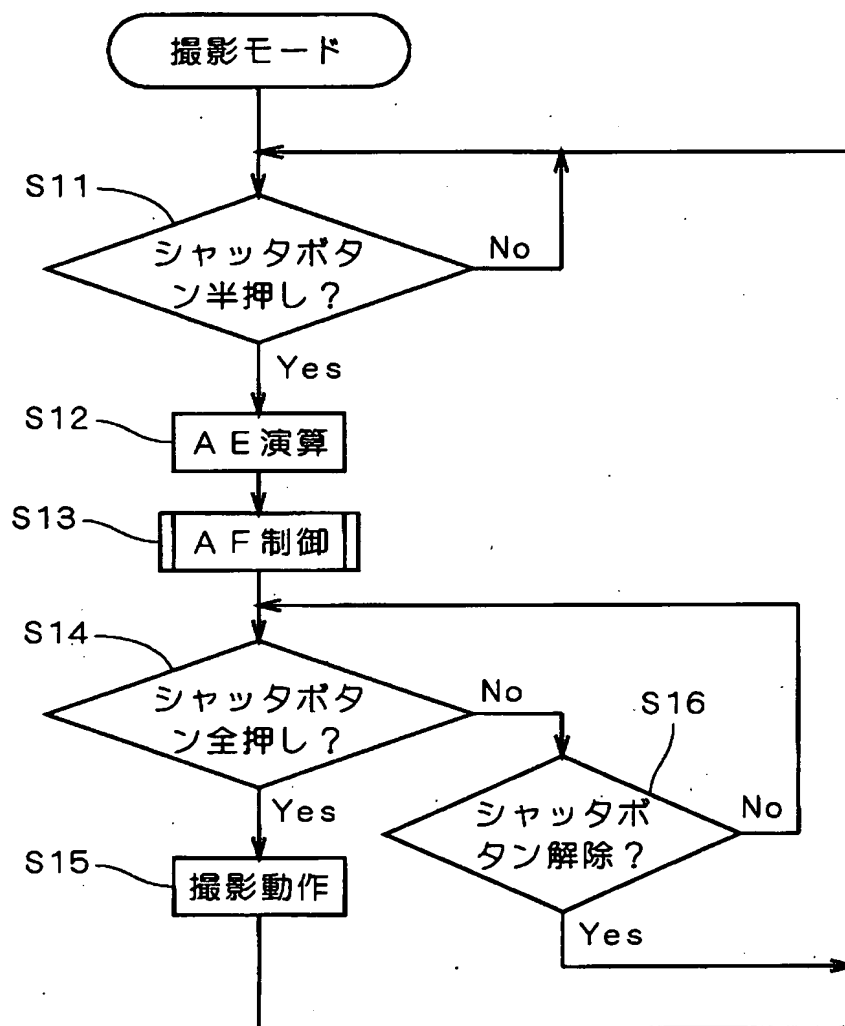 撮影モード
S11
シャッタボタ
ン半押し？
No
Yes
S12
AE演算
S13
AF制御
S14
シャッタボタ
ン全押し？
No
S16
Yes
シャッタボ
タン解除？
No
S15
撮影動作
Yes